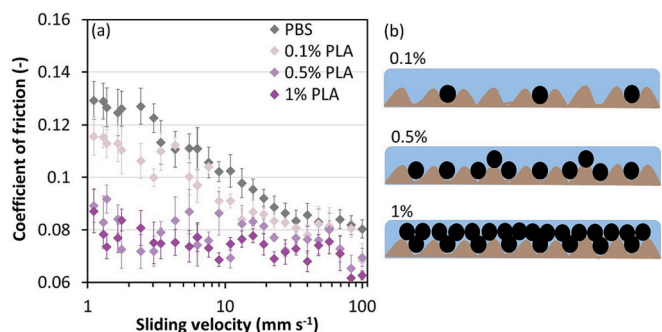 (a)
PBS
0.1% PLA
0.5% PLA
1% PLA
0.16
0.14
0.12
0.1
0.08
0.06
Coefficient of friction (-)
1
10
100
Sliding velocity (mm s⁻¹)
(b)
0.1%
0.5%
1%